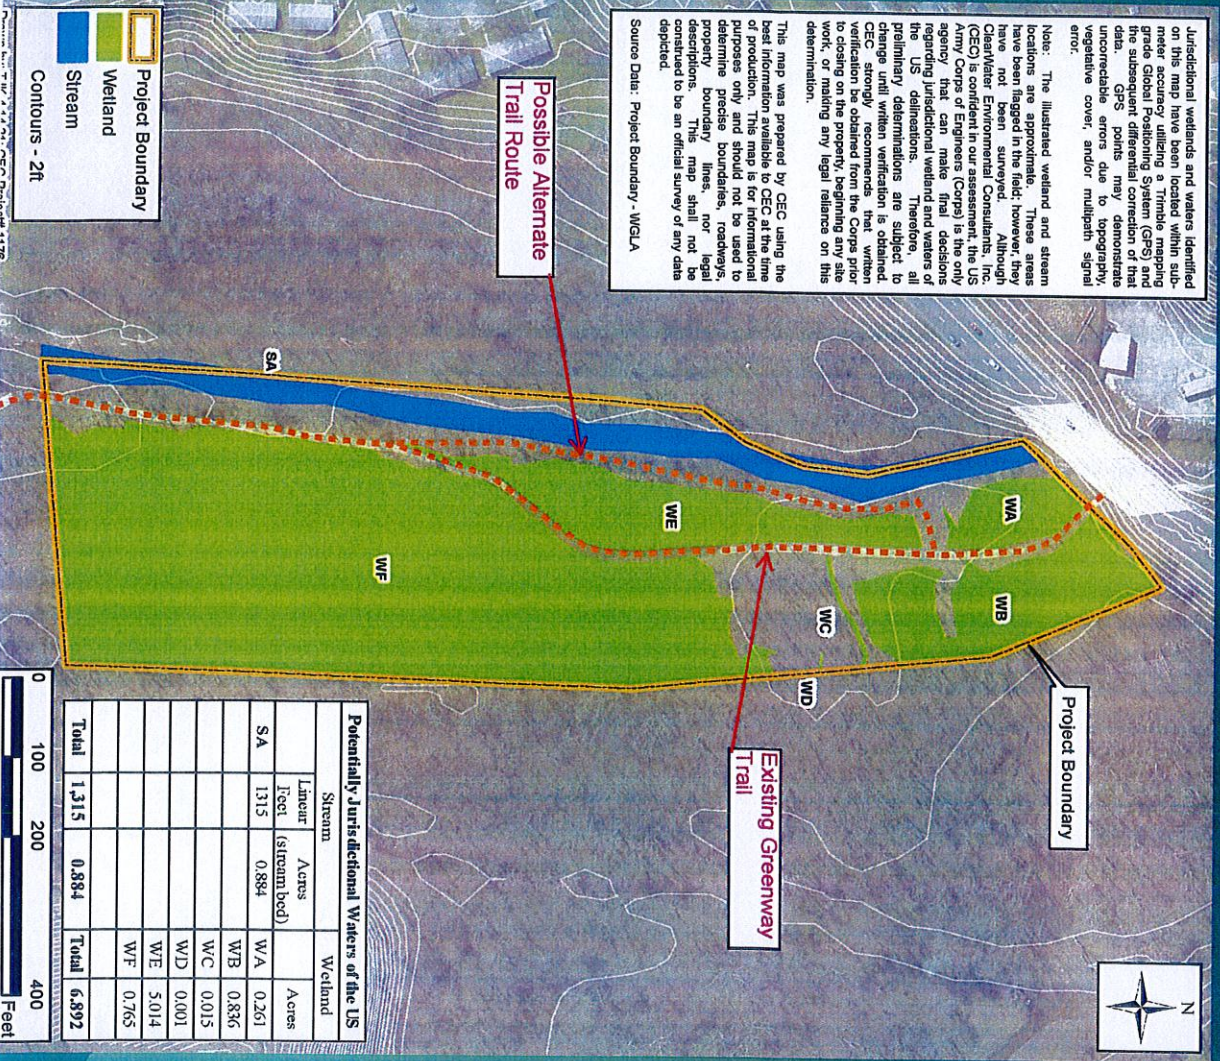 Jurisdictional wetlands and waters identified
on this map have been located within sub-
meter accuracy utilizing a Trimble mapping
grade Global Positioning System (GPS) and
the subsequent differential correction of that
data. GPS points may demonstrate
uncorrectable errors due to topography,
vegetative cover, and/or multipath signal
error.
Note: The illustrated wetland and stream
locations are approximate. These areas
have been flagged in the field; however, they
have not been surveyed. Although
ClearWater Environmental Consultants, Inc.
(CEC) is confident in our assessment, the US
Army Corps of Engineers (Corps) is the only
agency that can make final decisions
regarding jurisdictional wetland and waters of
the US delineations. Therefore, all
preliminary determinations are subject to
change until written verification is obtained.
CEC strongly recommends that written
verification be obtained from the Corps prior
to closing on the property, beginning any site
work, or making any legal reliance on this
determination.
This map was prepared by CEC using the
best information available to CEC at the time
of production. This map is for informational
purposes only and should not be used to
determine precise boundaries, roadways,
property boundary lines, nor legal
descriptions. This map shall not be
construed to be an official survey of any data
depicted.
Source Data: Project Boundary - WGLA
N
Project Boundary
WA
WB
WC
WD
WE
WF
SA
Possible Alternate
Trail Route
Existing Greenway
Trail
Project Boundary
Wetland
Stream
Contours - 2ft
Potentially Jurisdictional Waters of the US
Stream Wetland
Linear Feet Acres (stream bed) Acres
SA 1315 0.884 WA 0.261
WB 0.836
WC 0.015
WD 0.001
WE 5.014
WF 0.765
Total 1,315 0.884 Total 6.892
0 100 200 400
Feet